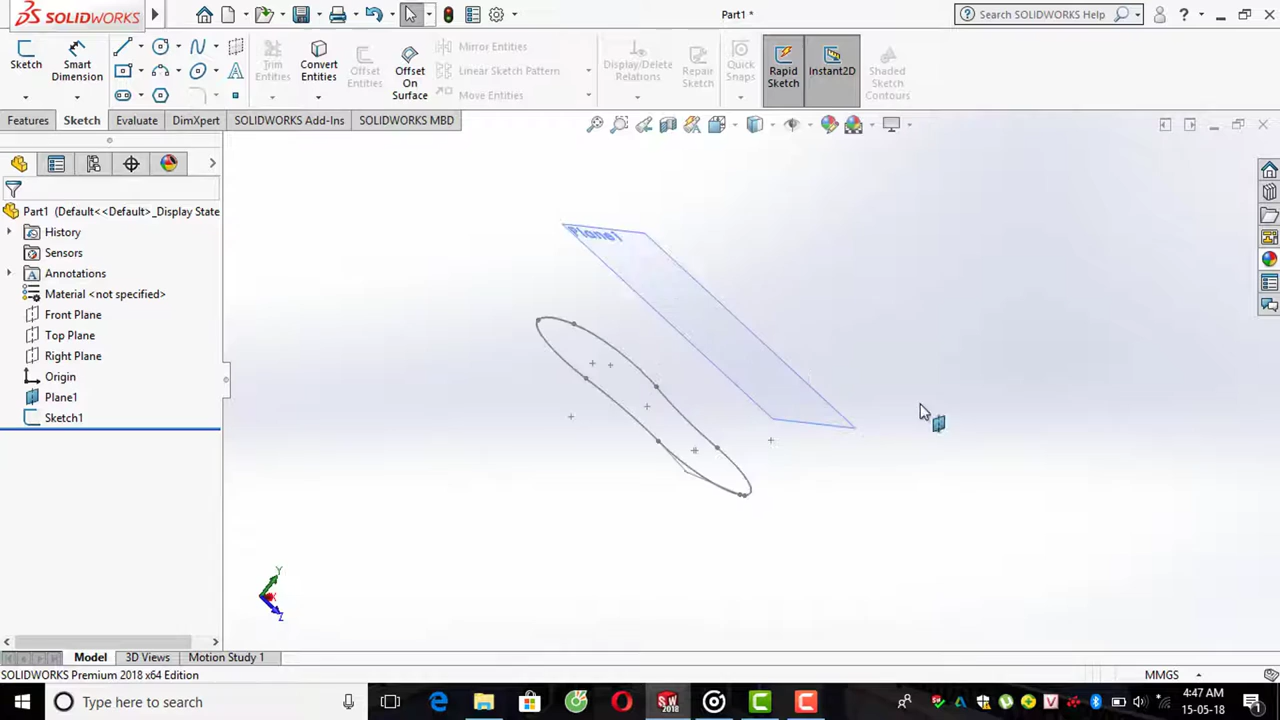 SOLIDWORKS
Part1 *
Search SOLIDWORKS Help
?
Sketch
Smart Dimension
Trim Entities
Convert Entities
Offset Entities
Offset On Surface
Mirror Entities
Linear Sketch Pattern
Move Entities
Display/Delete Relations
Repair Sketch
Quick Snaps
Rapid Sketch
Instant2D
Shaded Sketch Contours
Features
Sketch
Evaluate
DimXpert
SOLIDWORKS Add-Ins
SOLIDWORKS MBD
Part1 (Default<<Default>_Display State
History
Sensors
Annotations
Material <not specified>
Front Plane
Top Plane
Right Plane
Origin
Plane1
Sketch1
Plane1
Y
X
Z
Model
3D Views
Motion Study 1
SOLIDWORKS Premium 2018 x64 Edition
MMGS
Type here to search
SW
2018
4:47 AM
15-05-18